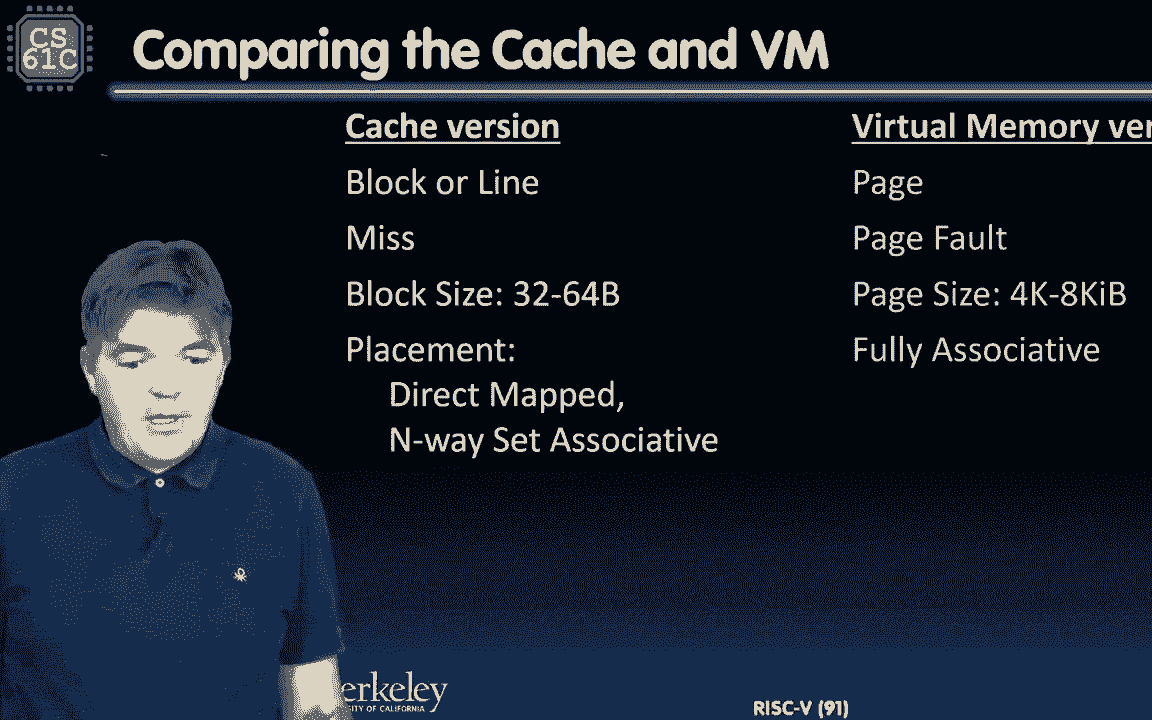 CS
61C
Comparing the Cache and VM
Cache version
Virtual Memory ver
Block or Line
Page
Miss
Page Fault
Block Size: 32-64B
Page Size: 4K-8KiB
Placement:
Fully Associative
Direct Mapped,
N-way Set Associative
erkeley
SITY OF CALIFORNIA
RISC-V (91)